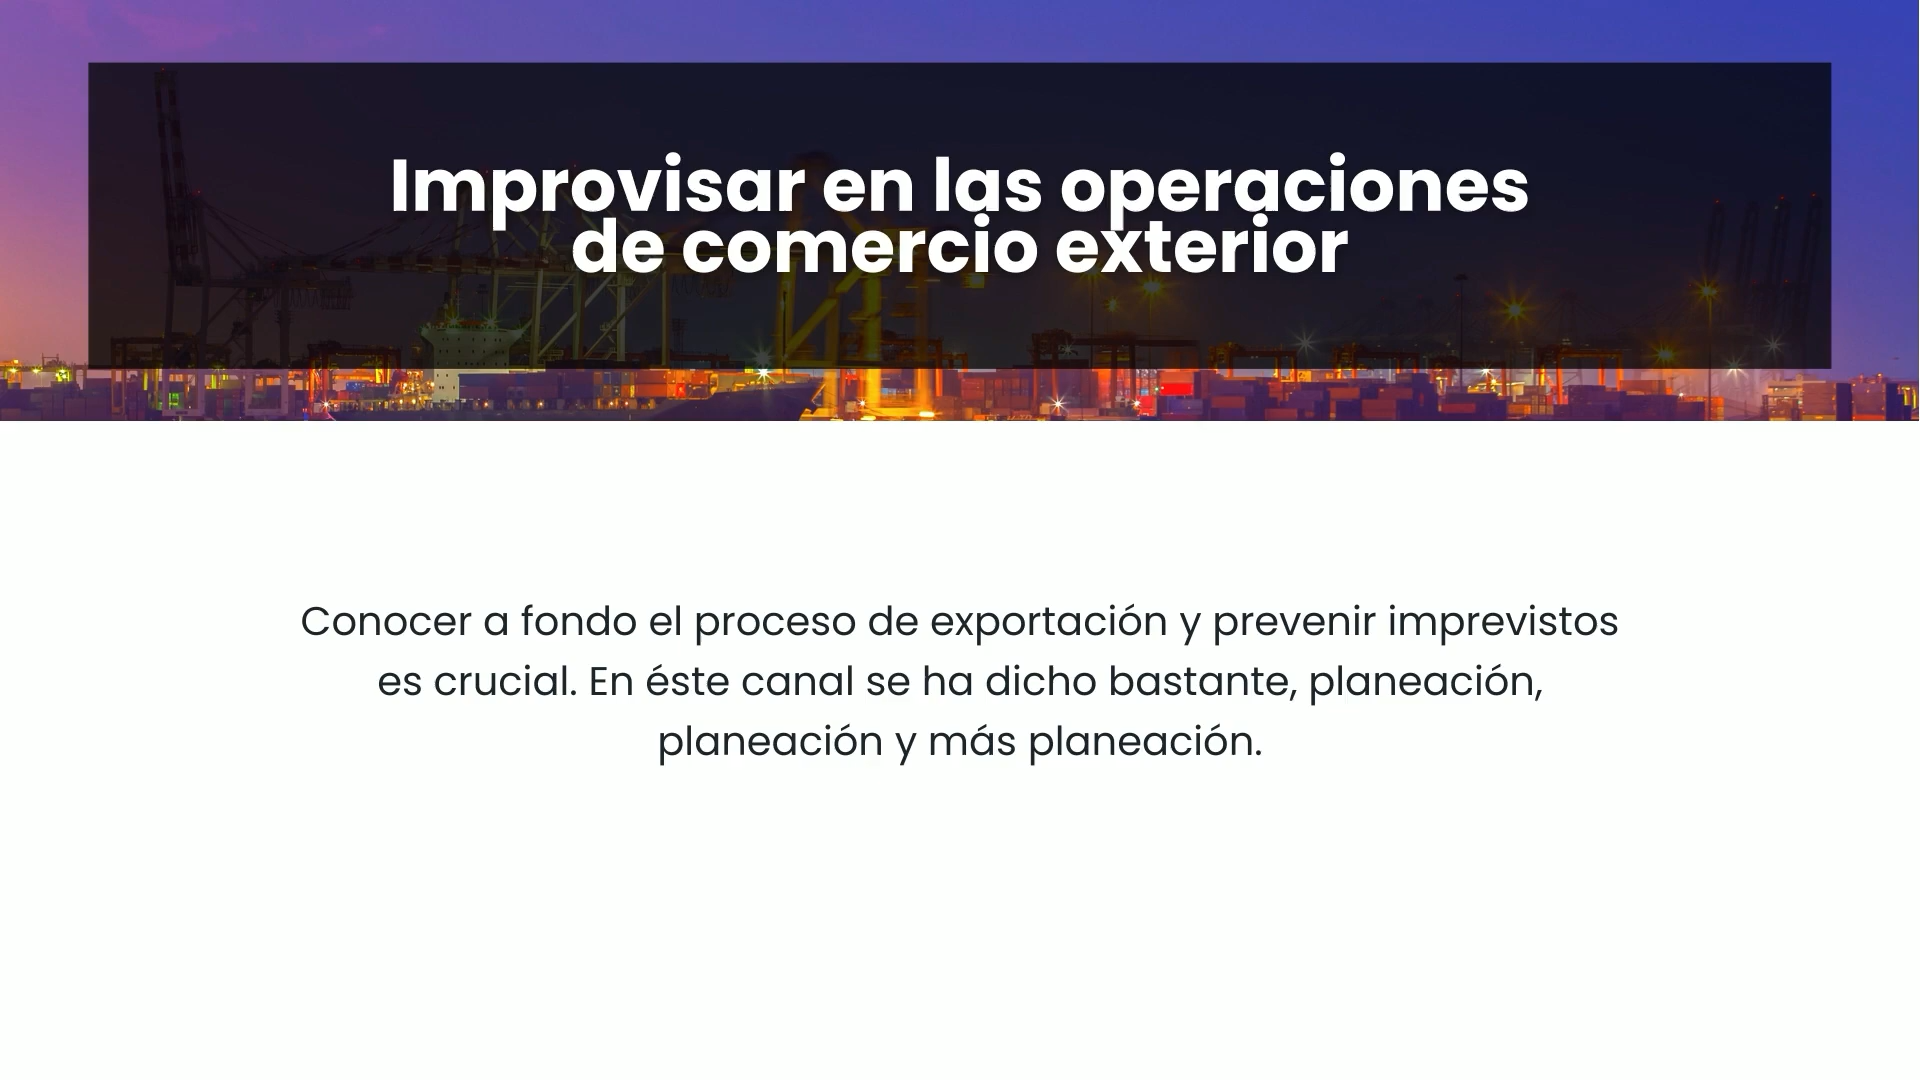 Improvisar en las operaciones
de comercio exterior
Conocer a fondo el proceso de exportación y prevenir imprevistos
es crucial. En éste canal se ha dicho bastante, planeación,
planeación y más planeación.